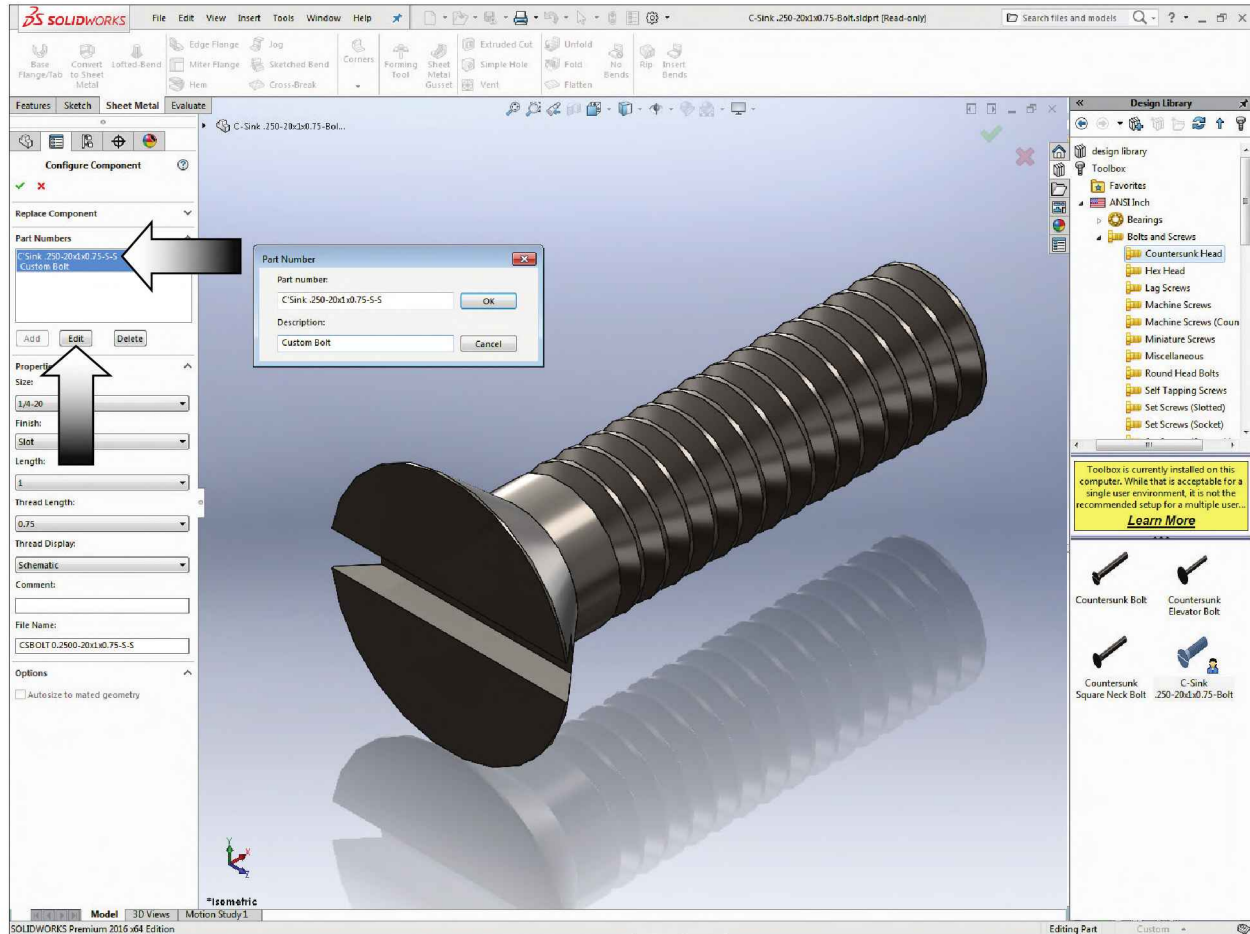 SOLIDWORKS File Edit View Insert Tools Window Help
C-Sink .250-20x1x0.75-Bolt.sldprt [Read-only]
Search files and models
Base Flange/Tab
Convert to Sheet Metal
Lofted-Bend
Edge Flange
Miter Flange
Hem
Jog
Sketched Bend
Cross-Break
Corners
Forming Tool
Sheet Metal Gusset
Extruded Cut
Simple Hole
Vent
Unfold
Fold
Flatten
No Bends
Rip
Insert Bends
Features Sketch Sheet Metal Evaluate
C-Sink .250-20x1x0.75-Bol...
Configure Component
Replace Component
Part Numbers
C'Sink .250-20x1x0.75-S-S
Custom Bolt
Add Edit Delete
Size:
1/4-20
Finish:
Slot
Length:
1
Thread Length:
0.75
Thread Display:
Schematic
Comment:
File Name:
CSBOLT 0.2500-20x1x0.75-S-S
Options
Autosize to mated geometry
Part Number
Part number:
C'Sink .250-20x1x0.75-S-S
OK
Description:
Custom Bolt
Cancel
Y
X
Z
*Isometric
Design Library
design library
Toolbox
Favorites
ANSI Inch
Bearings
Bolts and Screws
Countersunk Head
Hex Head
Lag Screws
Machine Screws
Machine Screws (Coun
Miniature Screws
Miscellaneous
Round Head Bolts
Self Tapping Screws
Set Screws (Slotted)
Set Screws (Socket)
Toolbox is currently installed on this
computer. While that is acceptable for a
single user environment, it is not the
recommended setup for a multiple user...
Learn More
Countersunk Bolt
Countersunk
Elevator Bolt
Countersunk
Square Neck Bolt
C-Sink
.250-20x1x0.75-Bolt
Model 3D Views Motion Study 1
SOLIDWORKS Premium 2016 x64 Edition
Editing Part Custom